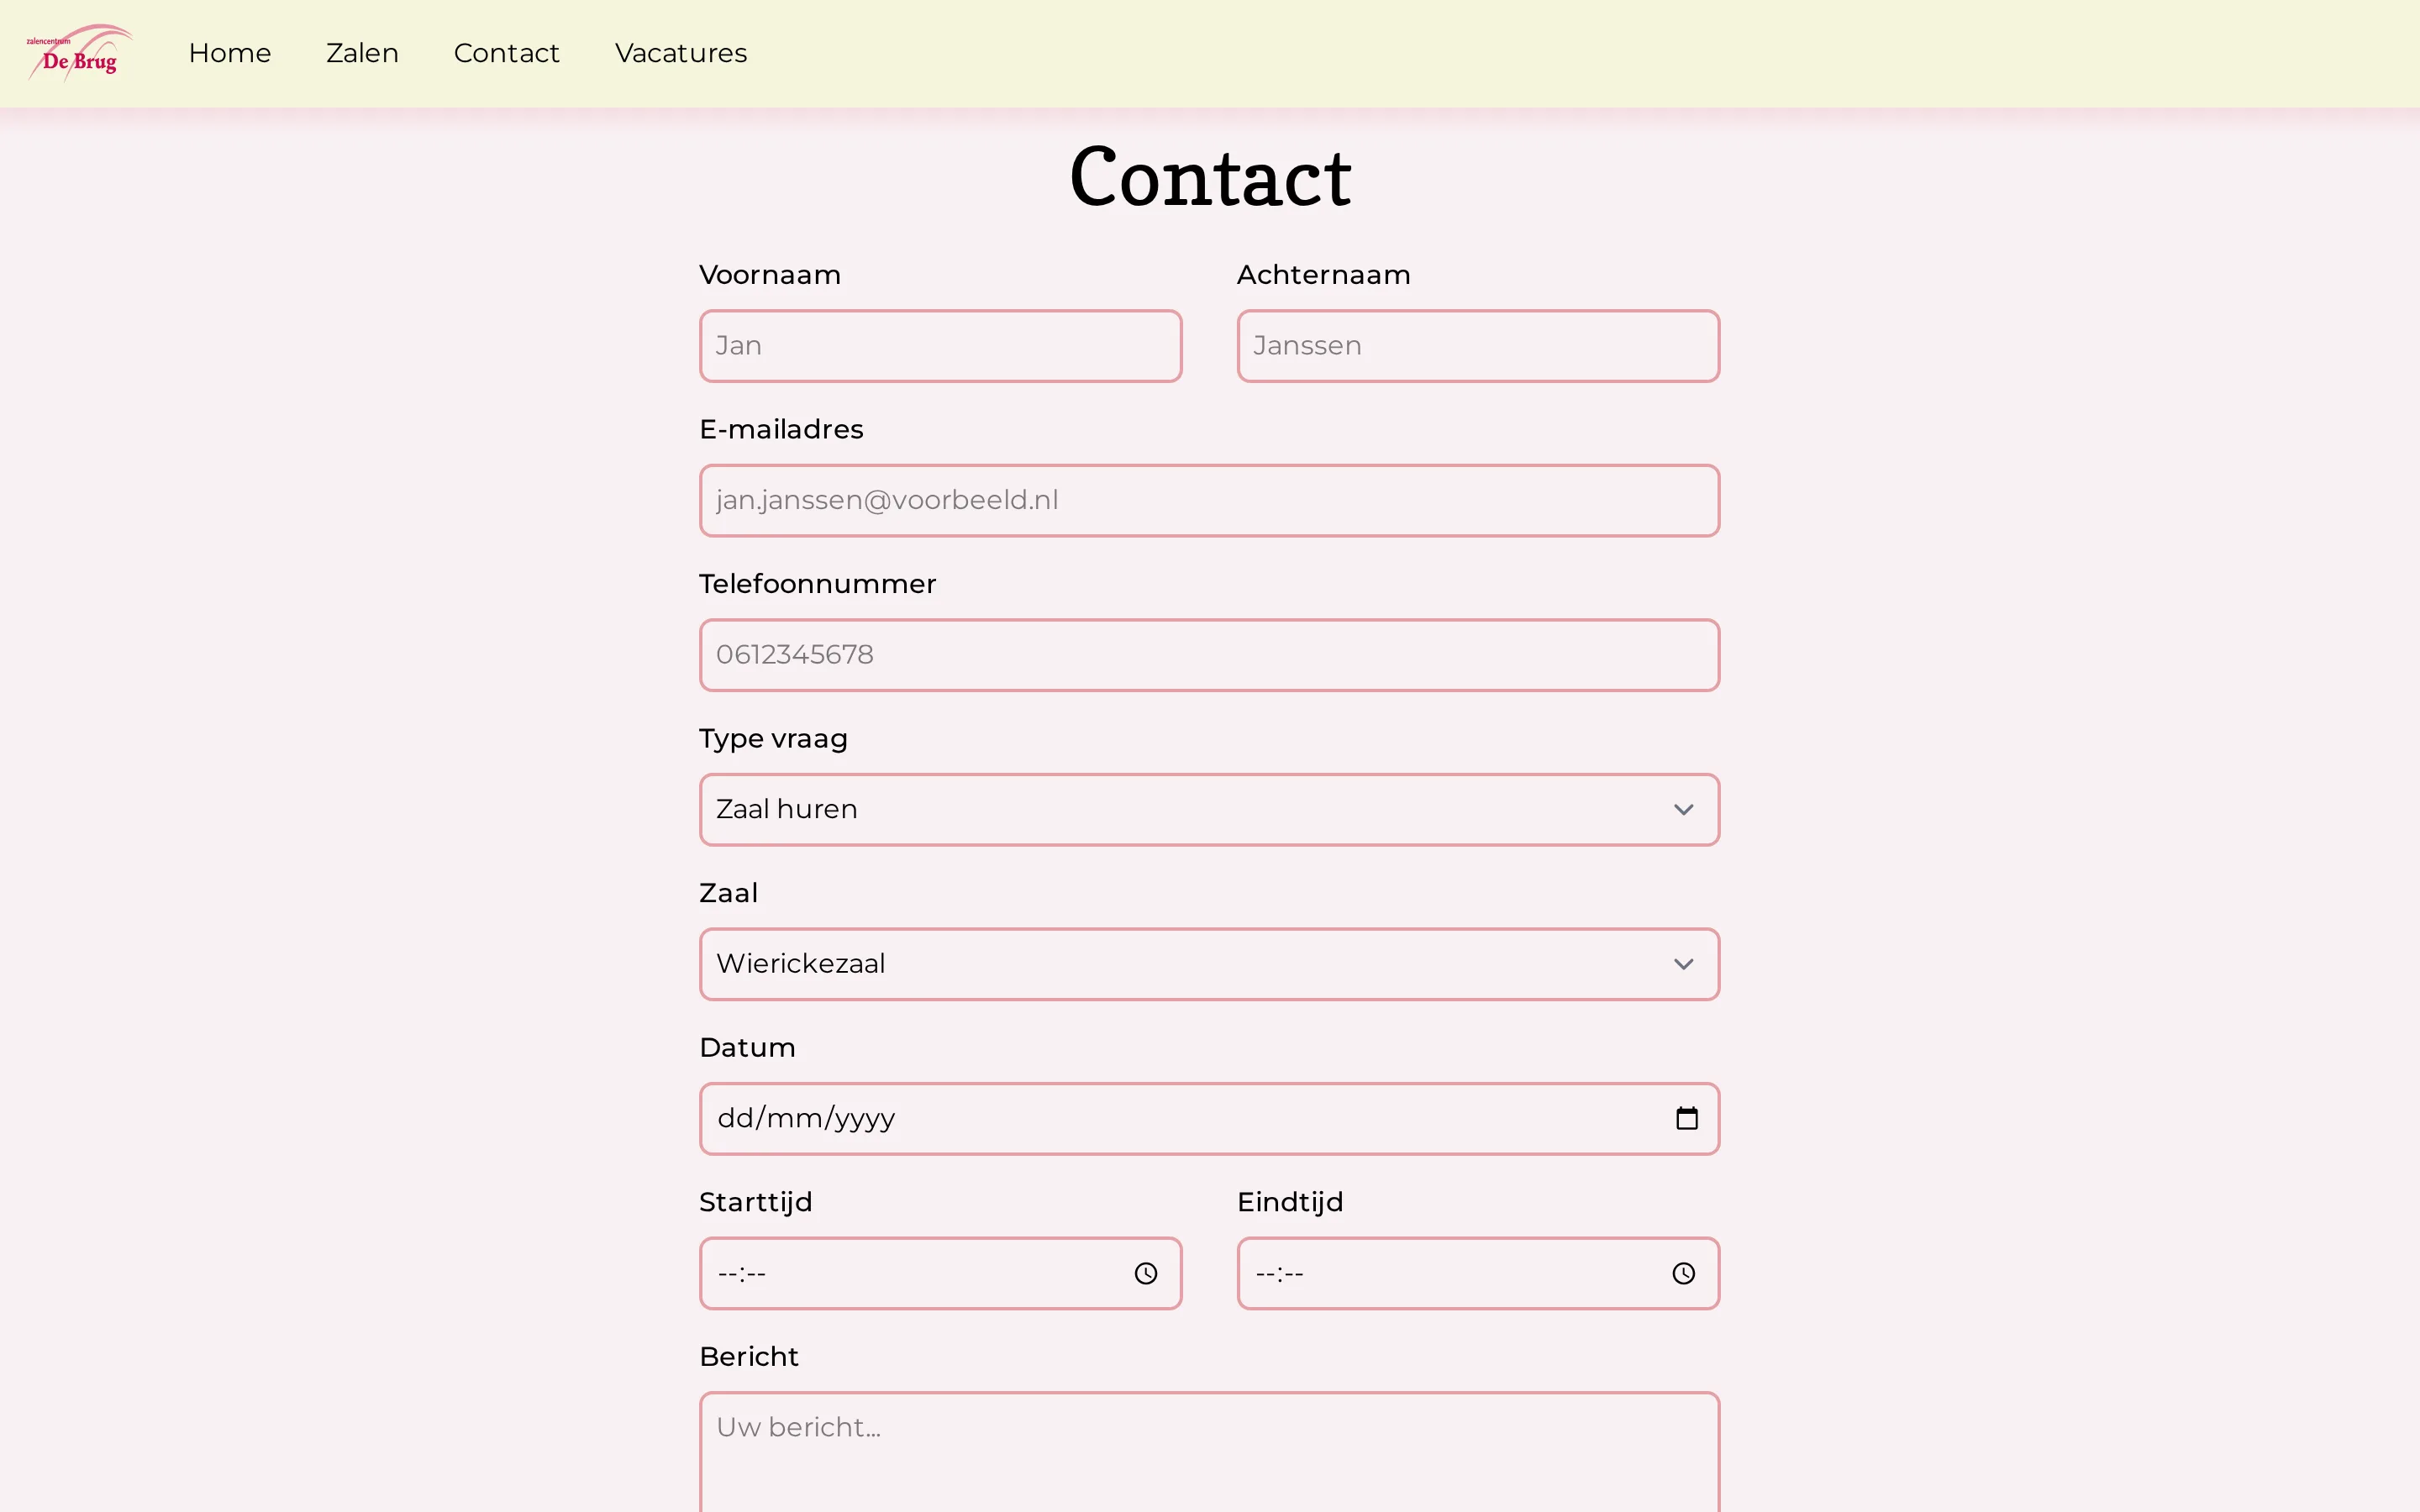 zalencentrum
De Brug
Home Zalen Contact Vacatures
Contact
Voornaam Achternaam
Jan Janssen
E-mailadres
jan.janssen@voorbeeld.nl
Telefoonnummer
0612345678
Type vraag
Zaal huren
Zaal
Wierickezaal
Datum
dd/mm/yyyy
Starttijd Eindtijd
--:-- --:--
Bericht
Uw bericht...